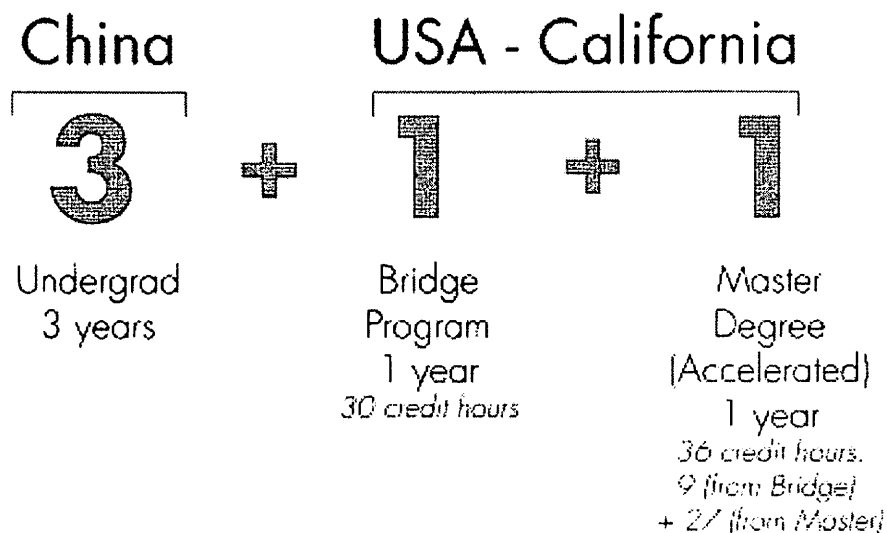 China
USA - California
3 + 1 + 1
Undergrad
3 years
Bridge
Program
1 year
30 credit hours
Master
Degree
(Accelerated)
1 year
36 credit hours.
9 (from Bridge)
+ 27 (from Master)